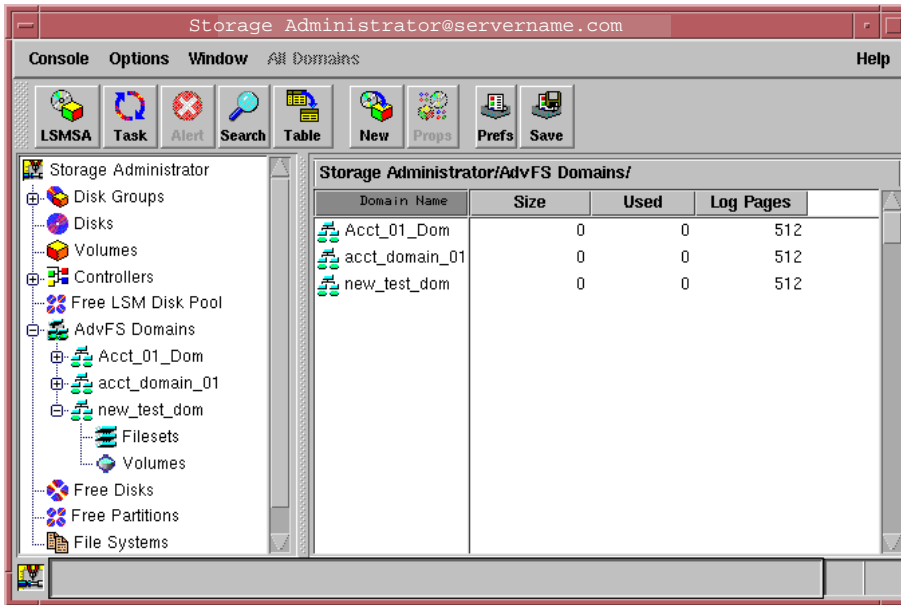 Storage Administrator@servername.com
Console Options Window All Domains Help
LSMSA Task Alert Search Table New Props Prefs Save
Storage Administrator
Disk Groups
Disks
Volumes
Controllers
Free LSM Disk Pool
AdvFS Domains
Acct_01_Dom
acct_domain_01
new_test_dom
Filesets
Volumes
Free Disks
Free Partitions
File Systems
Storage Administrator/AdvFS Domains/
Domain Name Size Used Log Pages
Acct_01_Dom 0 0 512
acct_domain_01 0 0 512
new_test_dom 0 0 512